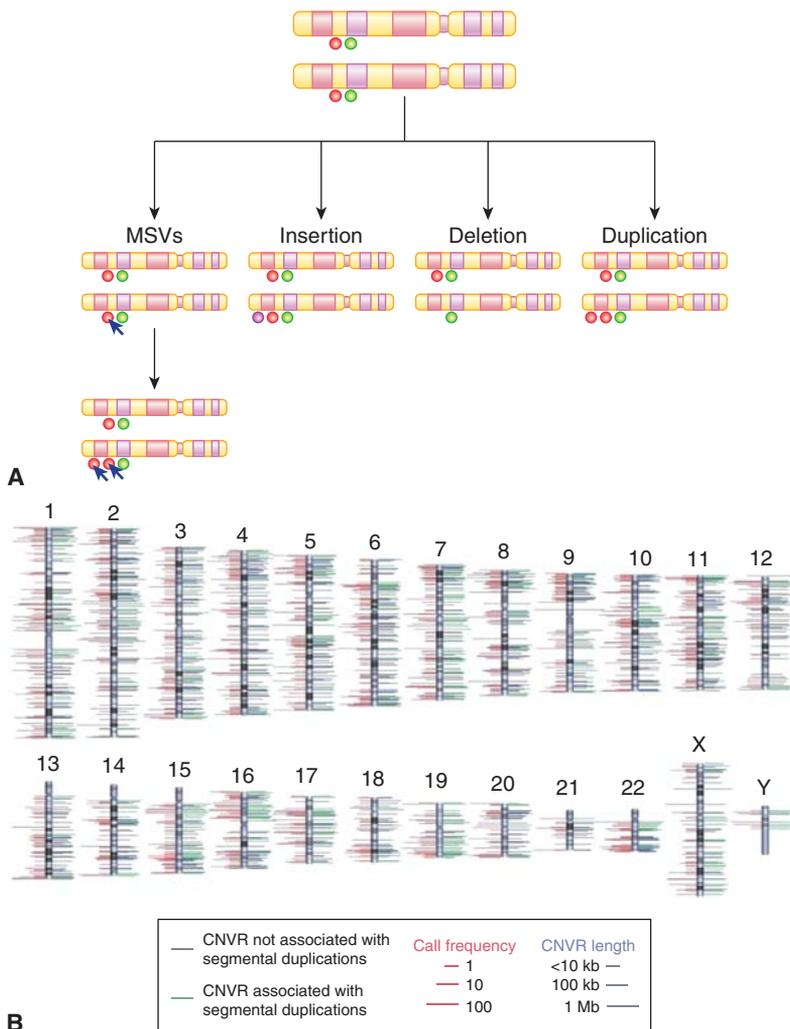 MSVs Insertion Deletion Duplication
A
1 2 3 4 5 6 7 8 9 10 11 12
13 14 15 16 17 18 19 20 21 22 X Y
CNVR not associated with
segmental duplications
CNVR associated with
segmental duplications
Call frequency
1
10
100
CNVR length
<10 kb
100 kb
1 Mb
B